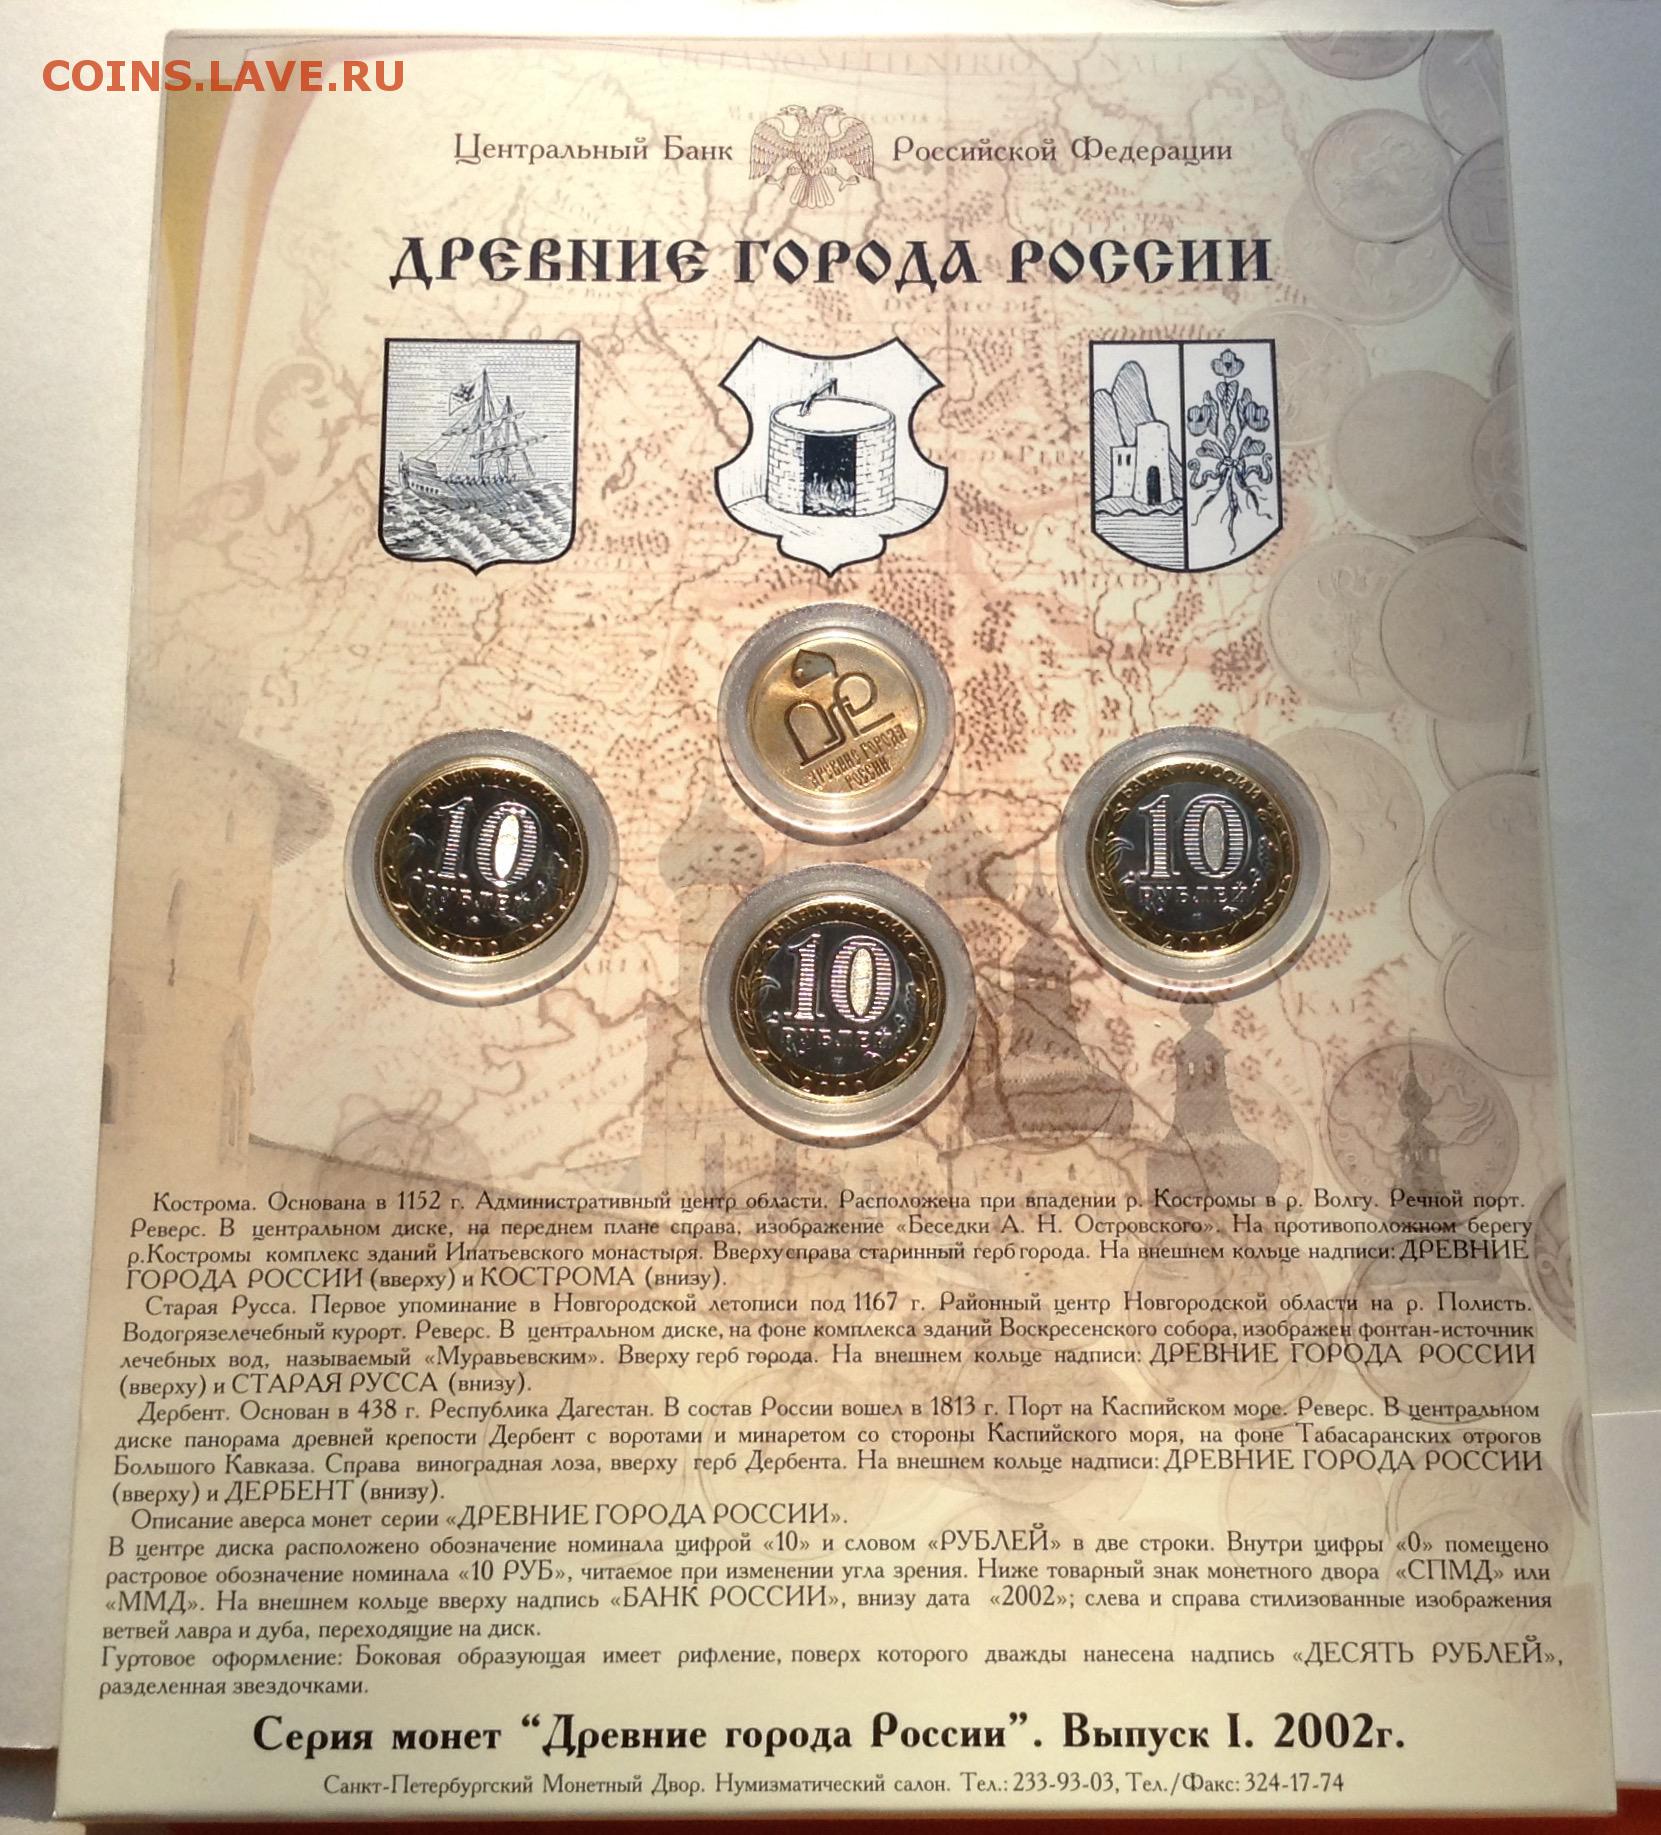 COINS.LAVE.RU
Центральный Банк Российской Федерации
ДРЕВНИЕ ГОРОДА РОССИИ
ДРЕВНИЕ ГОРОДА
РОССИИ
БАНК РОССИИ
10
РУБЛЕЙ
2002
БАНК РОССИИ
10
РУБЛЕЙ
2002
БАНК РОССИИ
10
РУБЛЕЙ
2002
Кострома. Основана в 1152 г. Административный центр области. Расположена при впадении р. Костромы в р. Волгу. Речной порт.
Реверс. В центральном диске, на переднем плане справа, изображение «Беседки А. Н. Островского». На противоположном берегу
р.Костромы комплекс зданий Ипатьевского монастыря. Вверху справа старинный герб города. На внешнем кольце надписи: ДРЕВНИЕ
ГОРОДА РОССИИ (вверху) и КОСТРОМА (внизу).
Старая Русса. Первое упоминание в Новгородской летописи под 1167 г. Районный центр Новгородской области на р. Полисть.
Водогрязелечебный курорт. Реверс. В центральном диске, на фоне комплекса зданий Воскресенского собора, изображен фонтан-источник
лечебных вод, называемый «Муравьевским». Вверху герб города. На внешнем кольце надписи: ДРЕВНИЕ ГОРОДА РОССИИ
(вверху) и СТАРАЯ РУССА (внизу).
Дербент. Основан в 438 г. Республика Дагестан. В состав России вошел в 1813 г. Порт на Каспийском море. Реверс. В центральном
диске панорама древней крепости Дербент с воротами и минаретом со стороны Каспийского моря, на фоне Табасаранских отрогов
Большого Кавказа. Справа виноградная лоза, вверху герб Дербента. На внешнем кольце надписи: ДРЕВНИЕ ГОРОДА РОССИИ
(вверху) и ДЕРБЕНТ (внизу).
Описание аверса монет серии «ДРЕВНИЕ ГОРОДА РОССИИ».
В центре диска расположено обозначение номинала цифрой «10» и словом «РУБЛЕЙ» в две строки. Внутри цифры «0» помещено
растровое обозначение номинала «10 РУБ», читаемое при изменении угла зрения. Ниже товарный знак монетного двора «СПМД» или
«ММД». На внешнем кольце вверху надпись «БАНК РОССИИ», внизу дата «2002»; слева и справа стилизованные изображения
ветвей лавра и дуба, переходящие на диск.
Гуртовое оформление: Боковая образующая имеет рифление, поверх которого дважды нанесена надпись «ДЕСЯТЬ РУБЛЕЙ»,
разделенная звездочками.
Серия монет “Древние города России”. Выпуск I. 2002г.
Санкт-Петербургский Монетный Двор. Нумизматический салон. Тел.: 233-93-03, Тел./Факс: 324-17-74